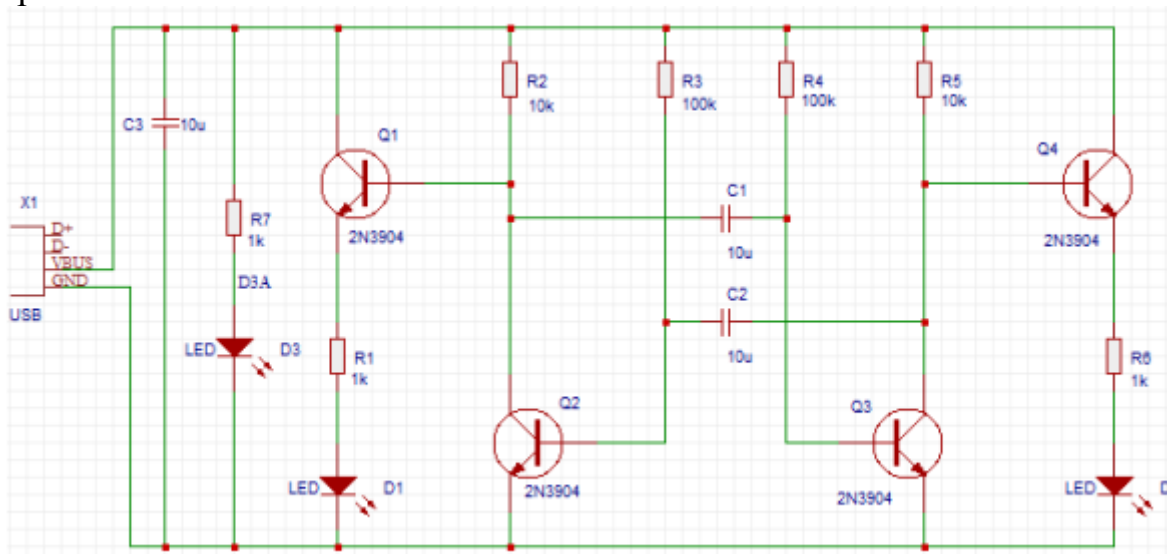 R2
10k
R3
100k
R4
100k
R5
10k
C3
10u
Q1
Q4
X1
D+
D-
VBUS
GND
USB
R7
1k
2N3904
C1
10u
2N3904
D3A
C2
10u
LED
D3
R1
1k
R6
1k
Q2
Q3
LED
D1
2N3904
2N3904
LED
D